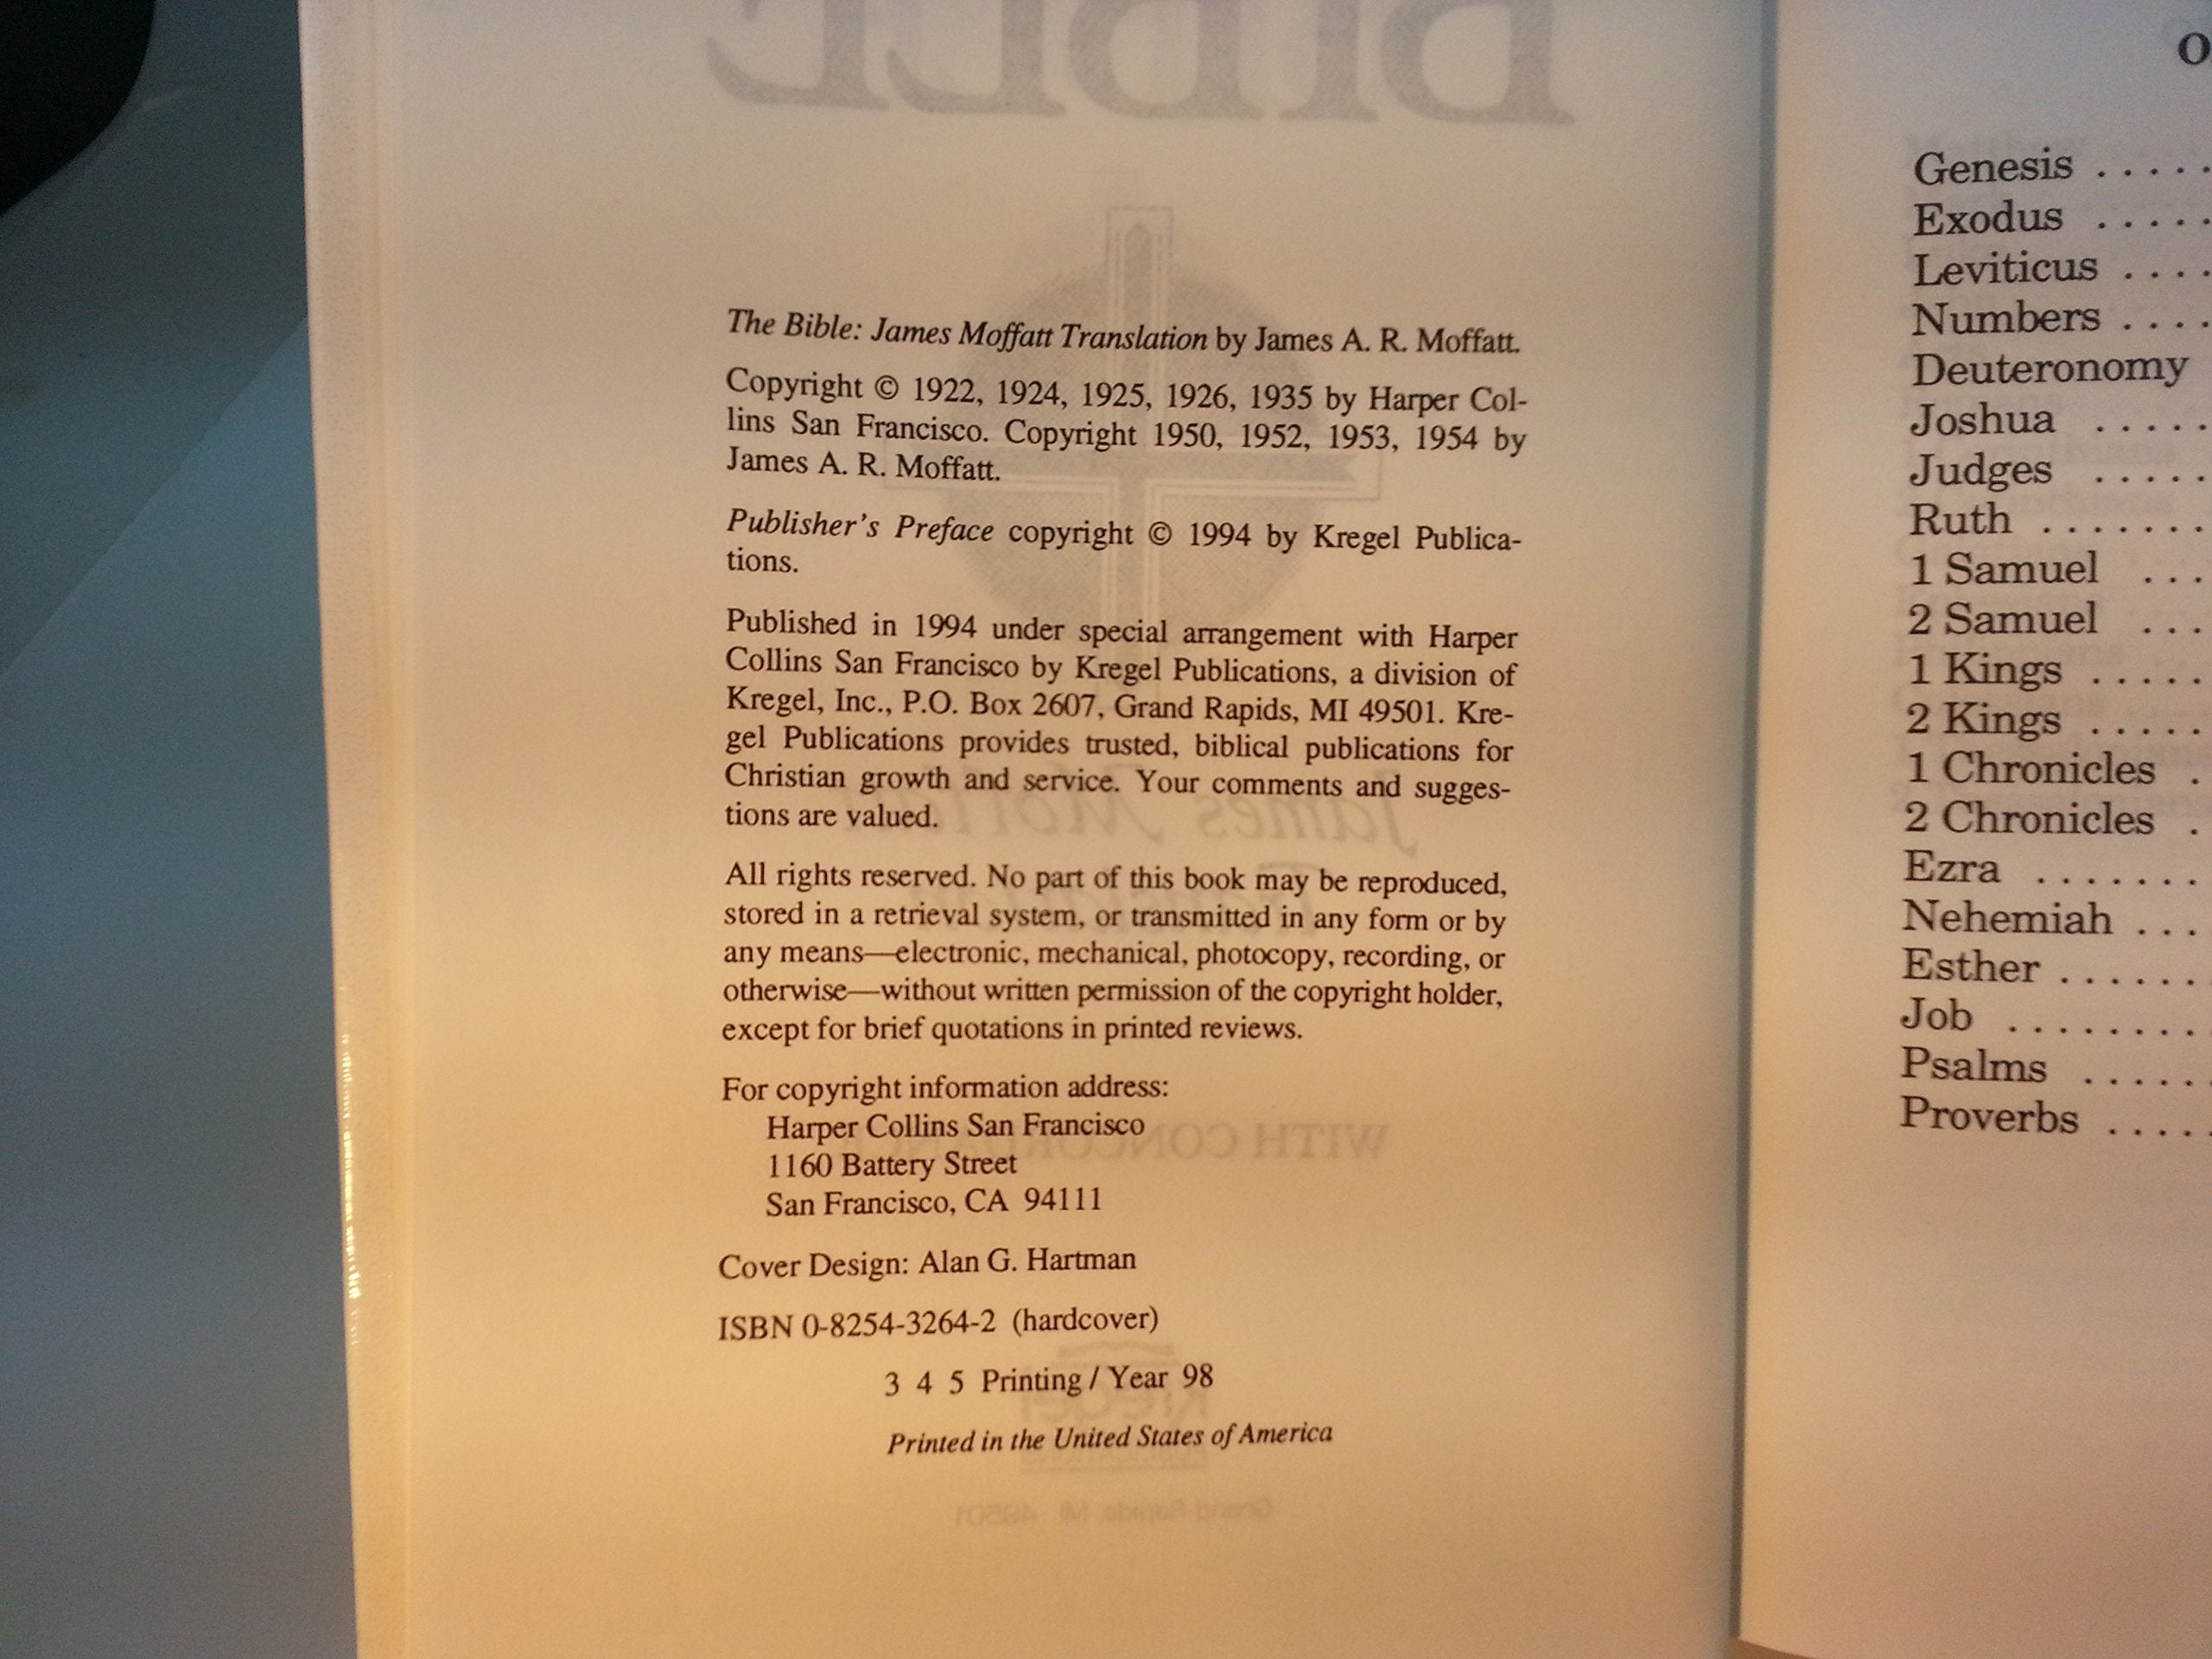 The Bible: James Moffatt Translation by James A. R. Moffatt.
Copyright © 1922, 1924, 1925, 1926, 1935 by Harper Col-
lins San Francisco. Copyright 1950, 1952, 1953, 1954 by
James A. R. Moffatt.
Publisher's Preface copyright © 1994 by Kregel Publica-
tions.
Published in 1994 under special arrangement with Harper
Collins San Francisco by Kregel Publications, a division of
Kregel, Inc., P.O. Box 2607, Grand Rapids, MI 49501. Kre-
gel Publications provides trusted, biblical publications for
Christian growth and service. Your comments and sugges-
tions are valued.
All rights reserved. No part of this book may be reproduced,
stored in a retrieval system, or transmitted in any form or by
any means—electronic, mechanical, photocopy, recording, or
otherwise—without written permission of the copyright holder,
except for brief quotations in printed reviews.
For copyright information address:
Harper Collins San Francisco
1160 Battery Street
San Francisco, CA 94111
Cover Design: Alan G. Hartman
ISBN 0-8254-3264-2 (hardcover)
3 4 5 Printing / Year 98
Printed in the United States of America
Genesis .....
Exodus .....
Leviticus ....
Numbers ....
Deuteronomy
Joshua .....
Judges .....
Ruth .......
1 Samuel ...
2 Samuel ...
1 Kings .....
2 Kings .....
1 Chronicles .
2 Chronicles .
Ezra .......
Nehemiah ...
Esther ......
Job ........
Psalms .....
Proverbs ....